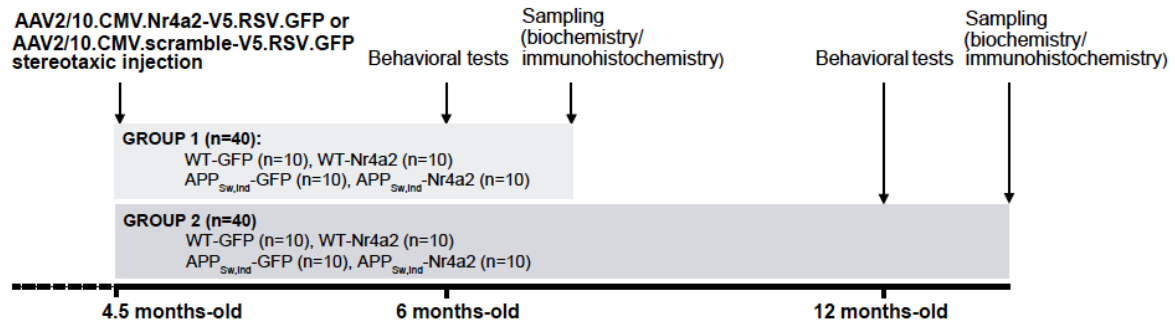 AAV2/10.CMV.Nr4a2-V5.RSV.GFP or
AAV2/10.CMV.scramble-V5.RSV.GFP
stereotaxic injection
Behavioral tests
Sampling
(biochemistry/
immunohistochemistry)
Behavioral tests
Sampling
(biochemistry/
immunohistochemistry)
GROUP 1 (n=40):
WT-GFP (n=10), WT-Nr4a2 (n=10)
APPSw,Ind-GFP (n=10), APPSw,Ind-Nr4a2 (n=10)
GROUP 2 (n=40)
WT-GFP (n=10), WT-Nr4a2 (n=10)
APPSw,Ind-GFP (n=10), APPSw,Ind-Nr4a2 (n=10)
4.5 months-old
6 months-old
12 months-old